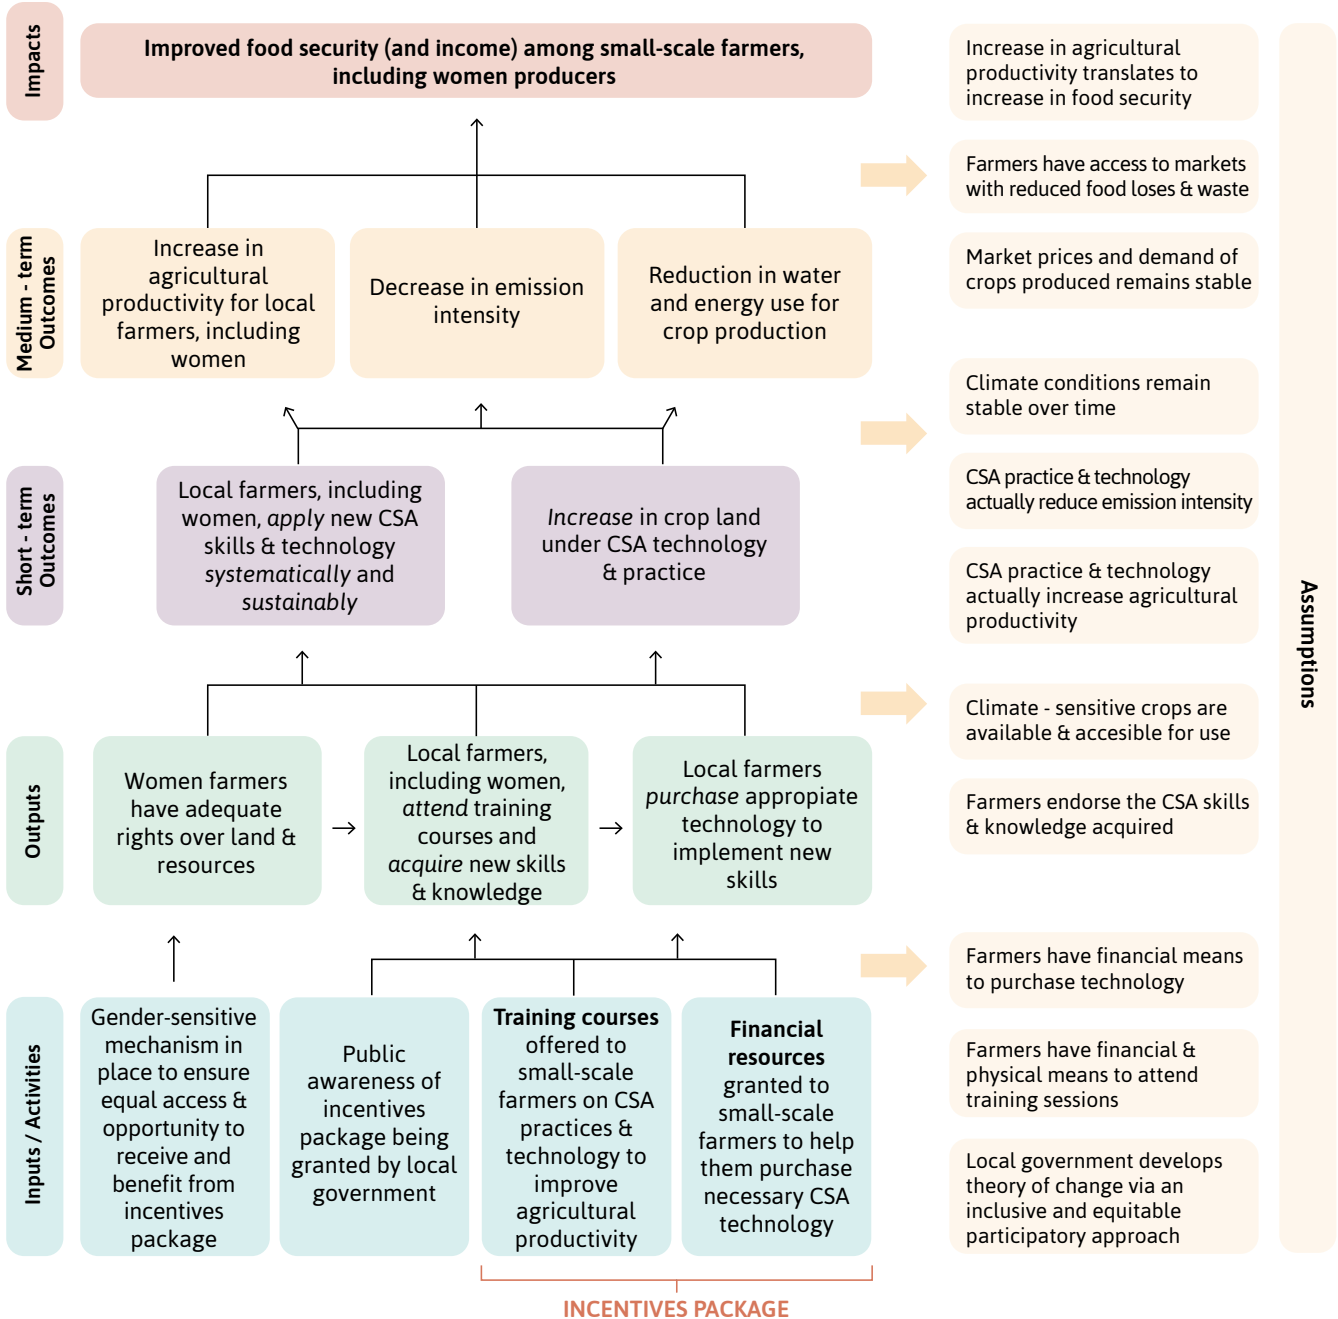 Impacts
Improved food security (and income) among small-scale farmers,
including women producers
Medium - term
Outcomes
Increase in
agricultural
productivity for local
farmers, including
women
Decrease in emission
intensity
Reduction in water
and energy use for
crop production
Short - term
Outcomes
Local farmers, including
women, apply new CSA
skills & technology
systematically and
sustainably
Increase in crop land
under CSA technology
& practice
Outputs
Women farmers
have adequate
rights over land &
resources
Local farmers,
including women,
attend training
courses and
acquire new skills
& knowledge
Local farmers
purchase appropiate
technology to
implement new
skills
Inputs / Activities
Gender-sensitive
mechanism in
place to ensure
equal access &
opportunity to
receive and
benefit from
incentives
package
Public
awareness of
incentives
package being
granted by local
government
Training courses
offered to
small-scale
farmers on CSA
practices &
technology to
improve
agricultural
productivity
Financial
resources
granted to
small-scale
farmers to help
them purchase
necessary CSA
technology
INCENTIVES PACKAGE
Increase in agricultural
productivity translates to
increase in food security
Farmers have access to markets
with reduced food loses & waste
Market prices and demand of
crops produced remains stable
Climate conditions remain
stable over time
CSA practice & technology
actually reduce emission intensity
CSA practice & technology
actually increase agricultural
productivity
Climate - sensitive crops are
available & accesible for use
Farmers endorse the CSA skills
& knowledge acquired
Farmers have financial means
to purchase technology
Farmers have financial &
physical means to attend
training sessions
Local government develops
theory of change via an
inclusive and equitable
participatory approach
Assumptions